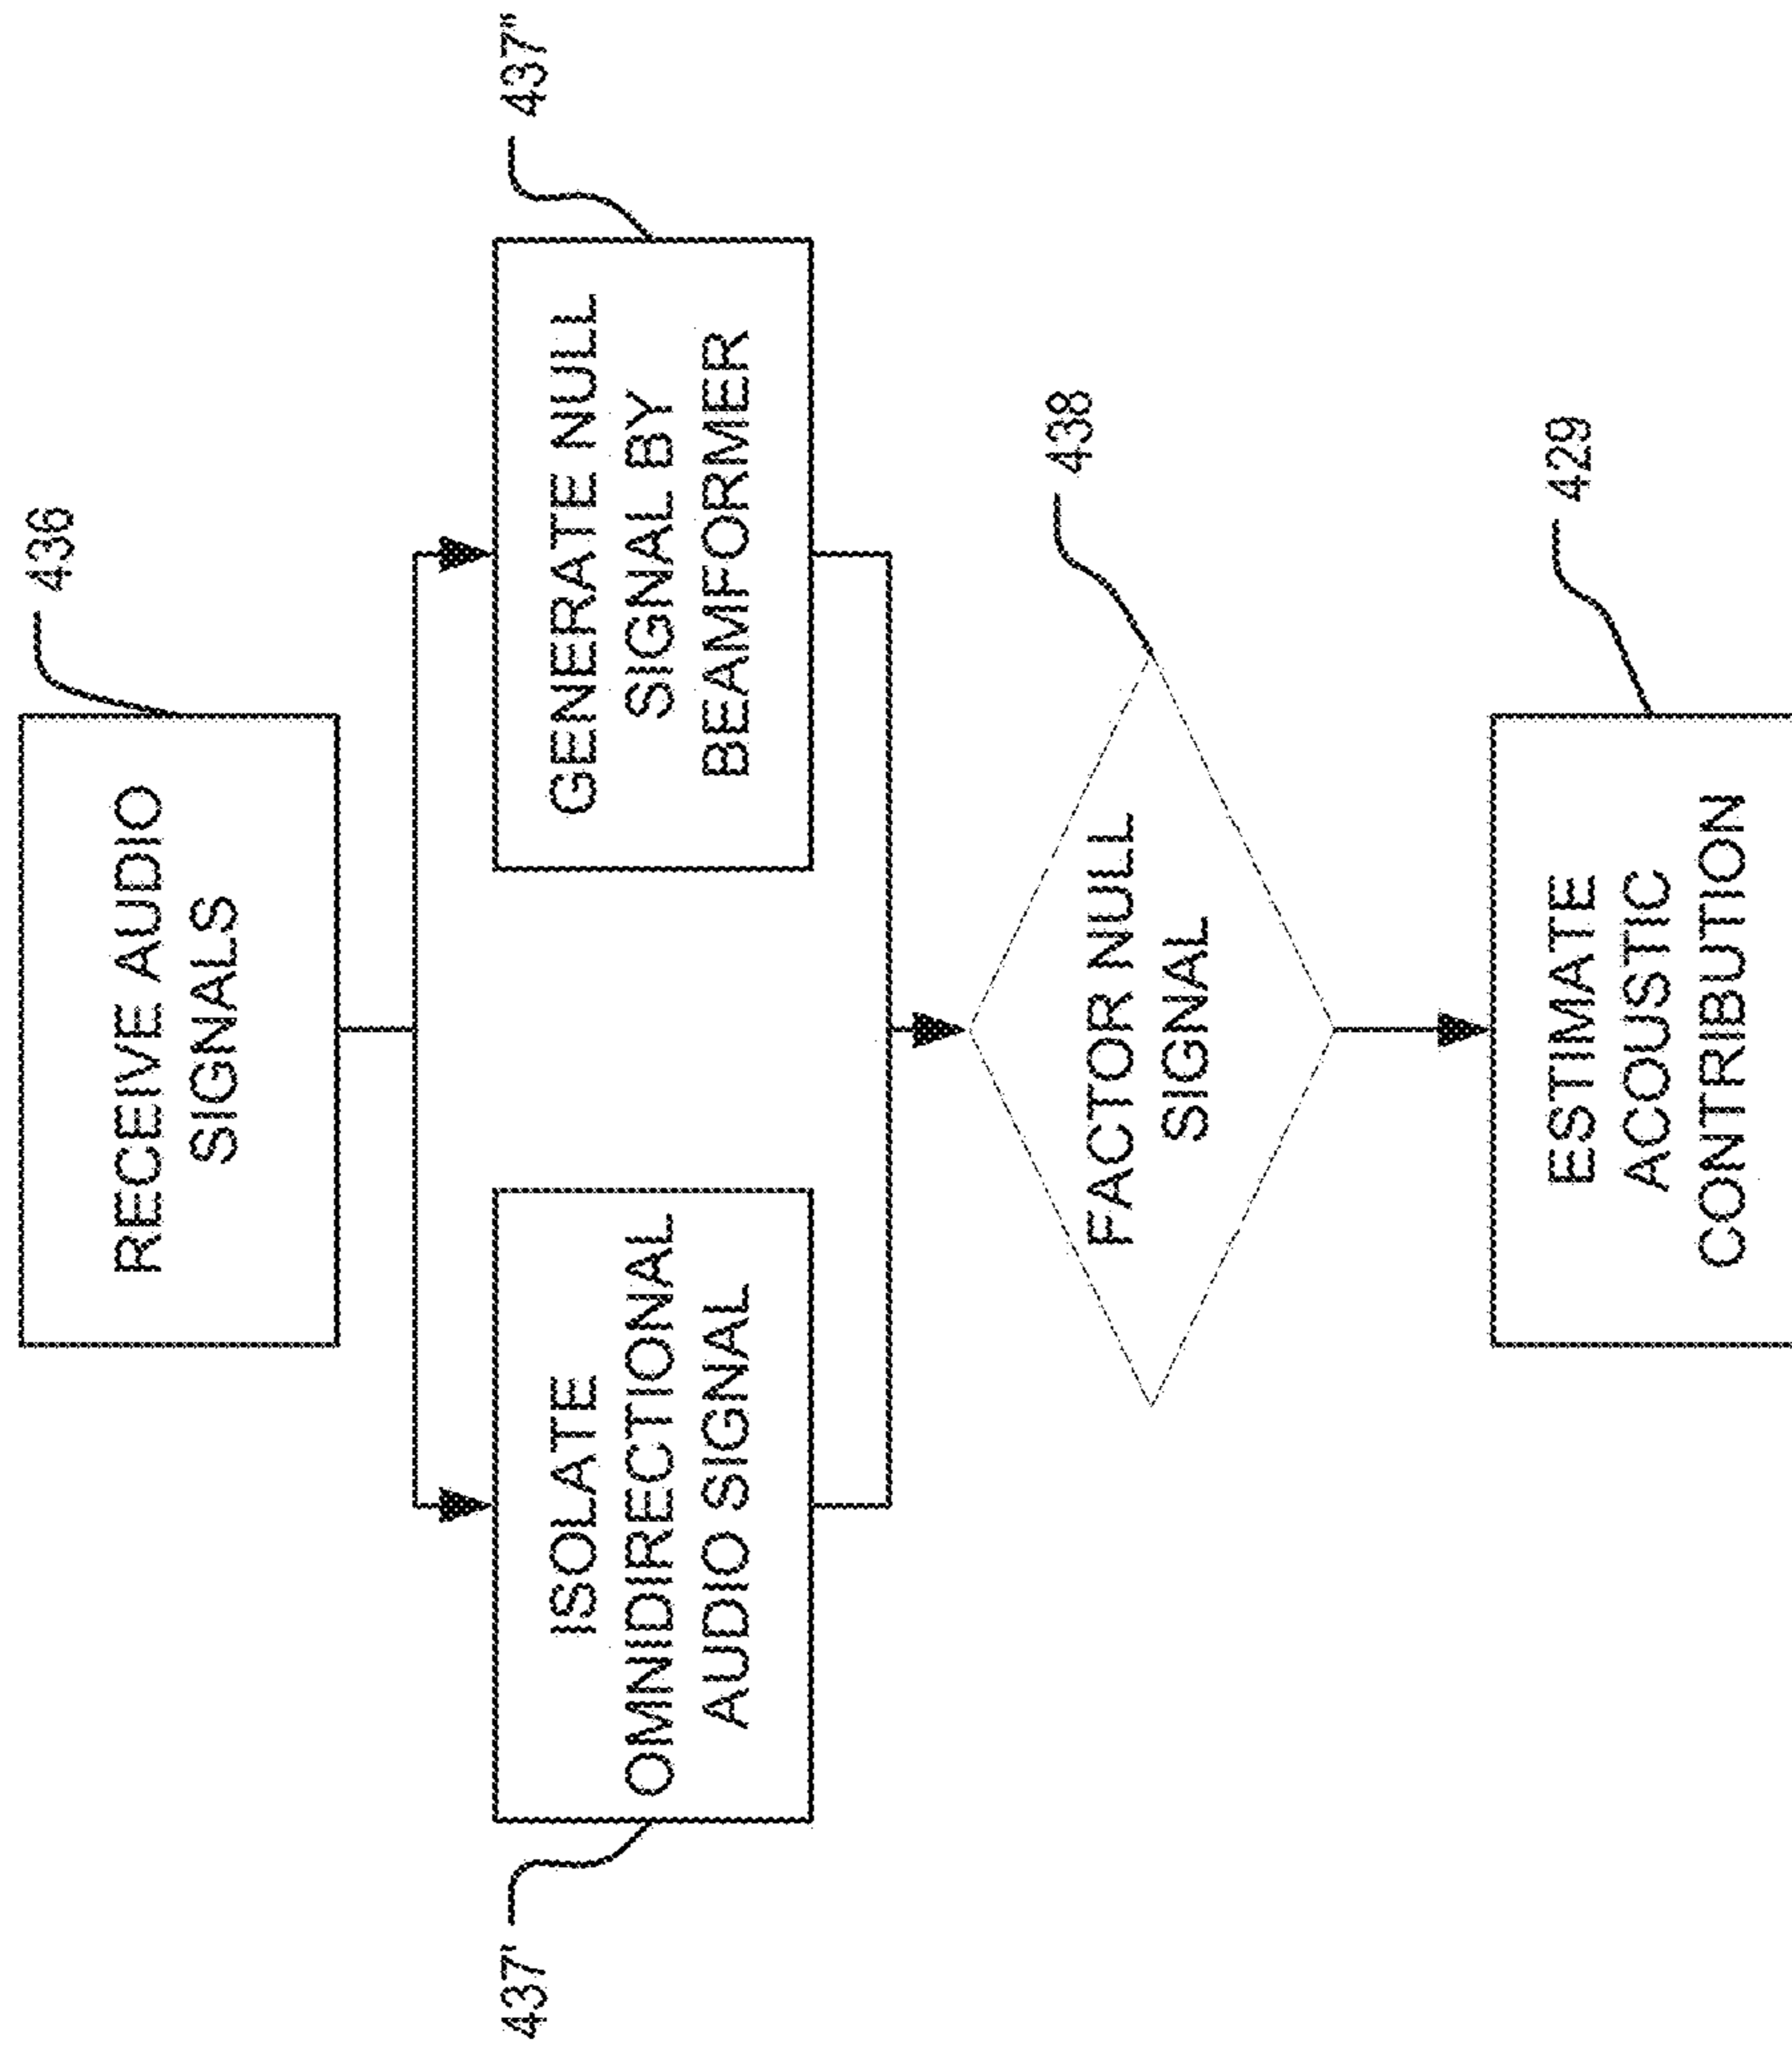 436
RECEIVE AUDIO
SIGNALS
437'
ISOLATE
OMNIDIRECTIONAL
AUDIO SIGNAL
437"
GENERATE NULL
SIGNAL BY
BEAMFORMER
438
FACTOR NULL
SIGNAL
429
ESTIMATE
ACOUSTIC
CONTRIBUTION